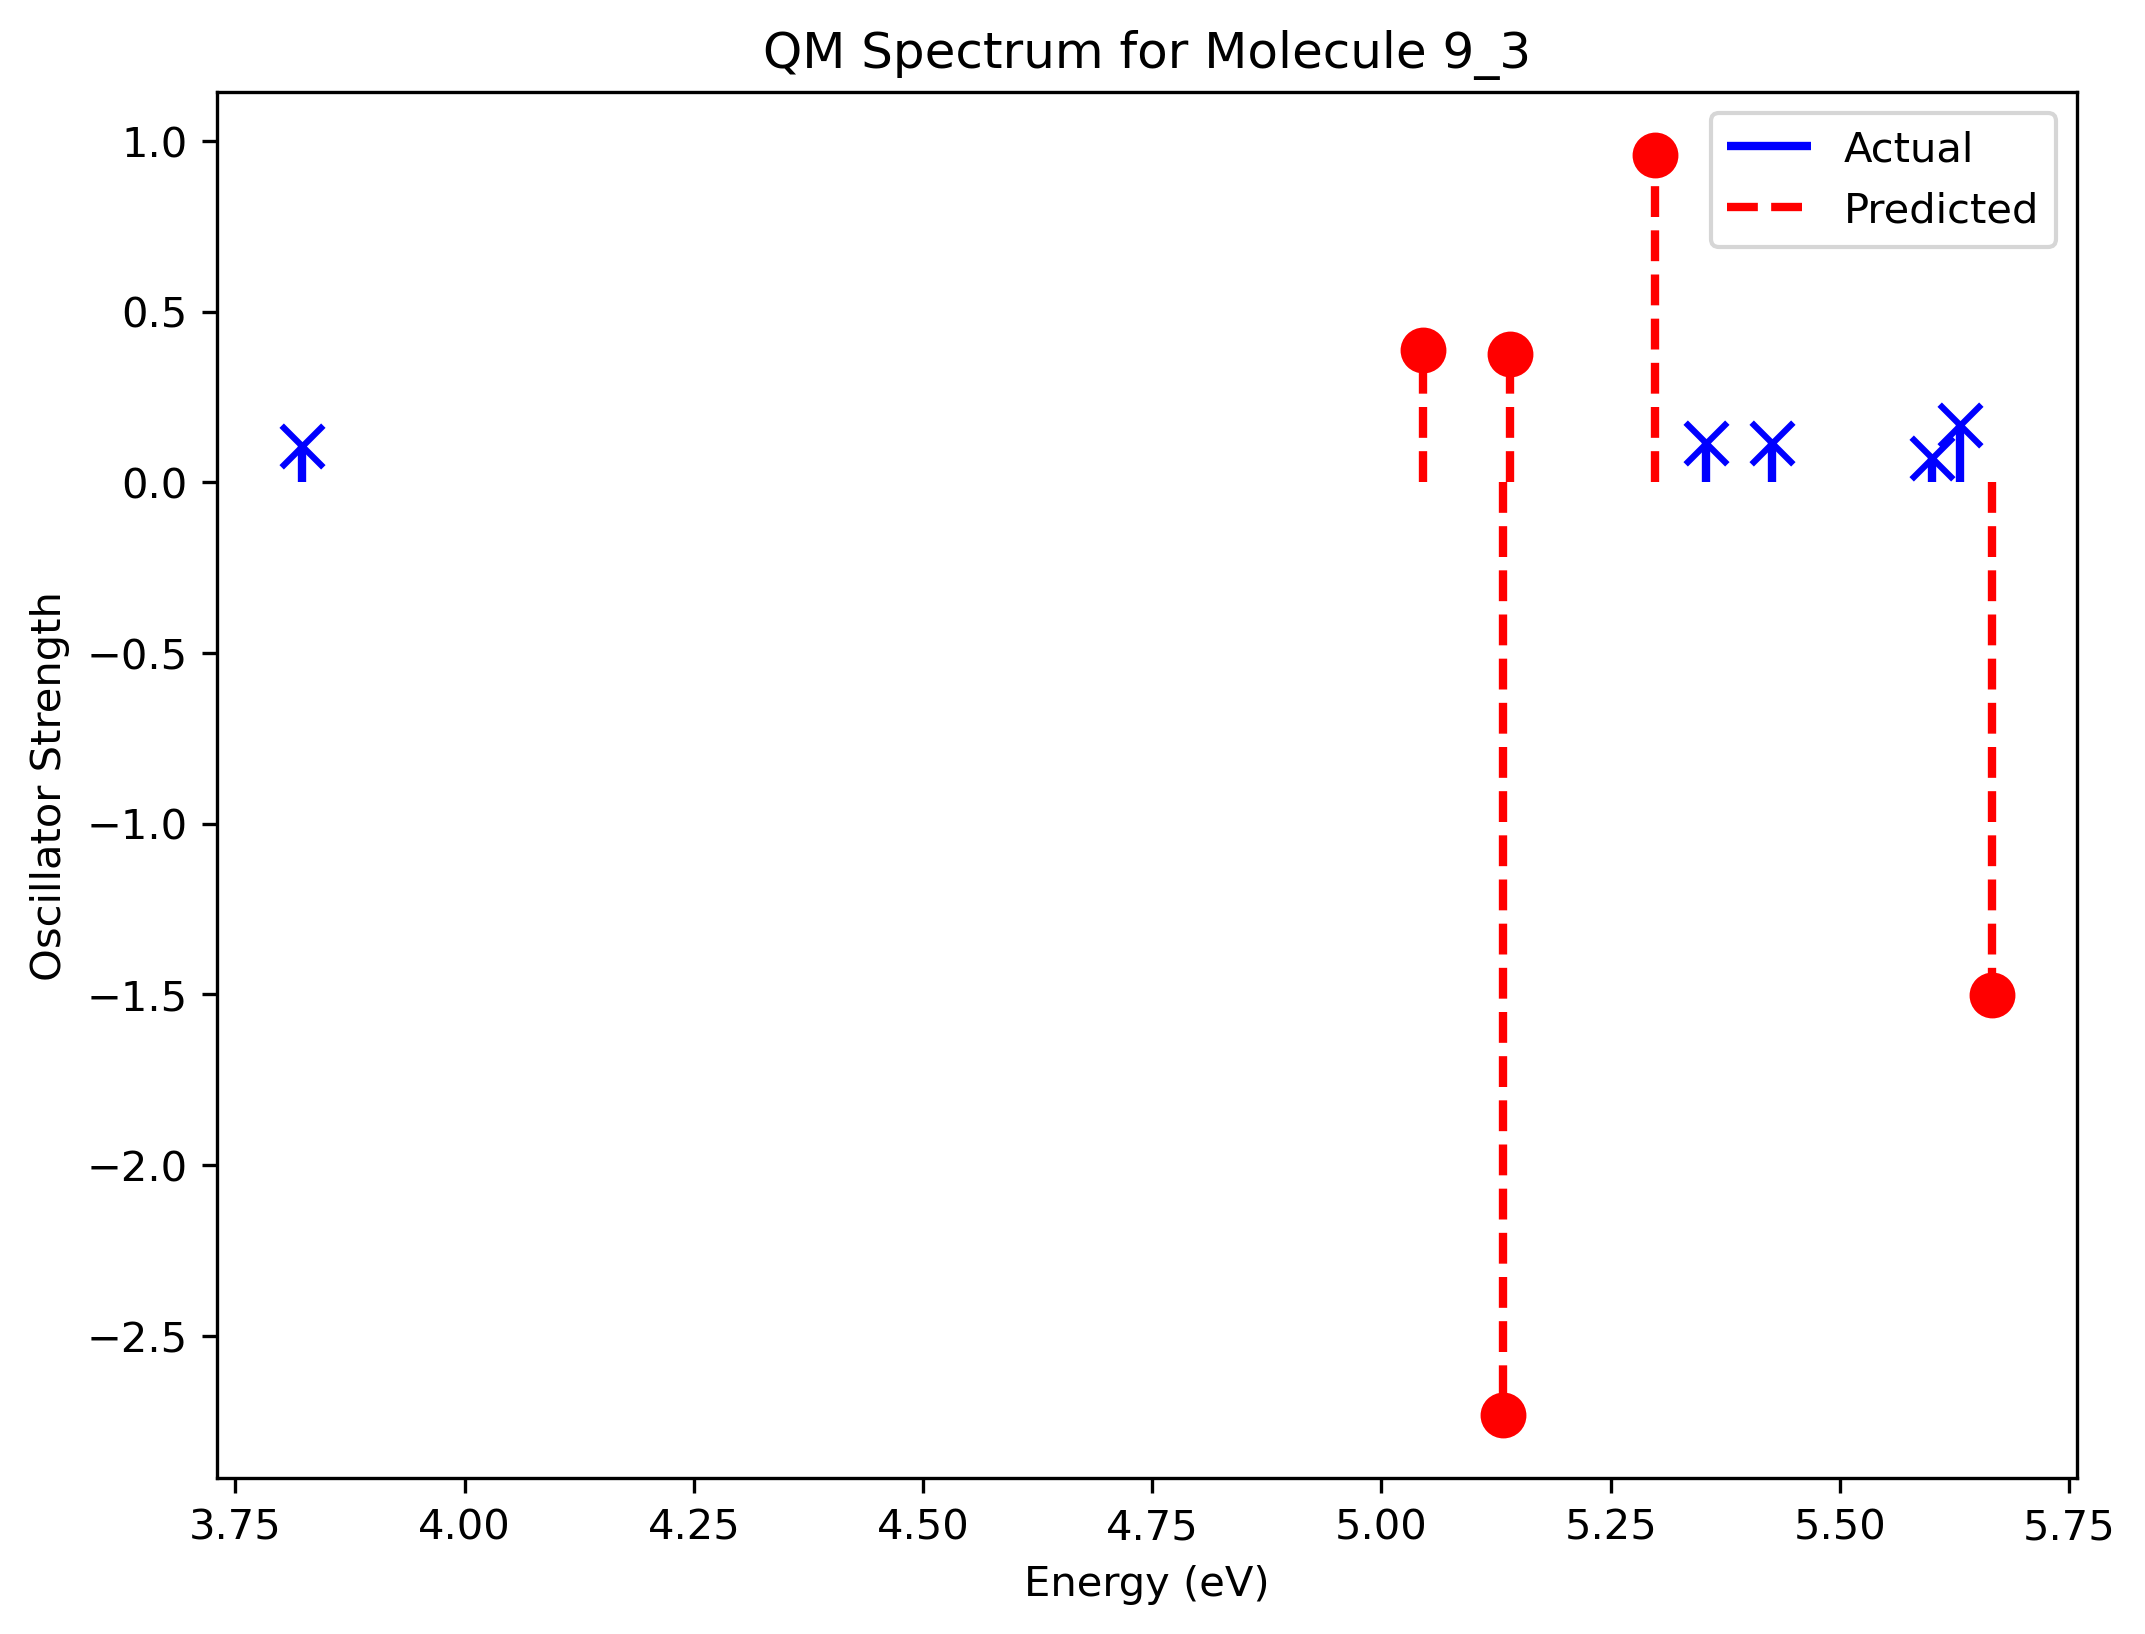 QM Spectrum for Molecule 9_3
Actual
Predicted
1.0
0.5
0.0
−0.5
−1.0
−1.5
−2.0
−2.5
Oscillator Strength
3.75 4.00 4.25 4.50 4.75 5.00 5.25 5.50 5.75
Energy (eV)